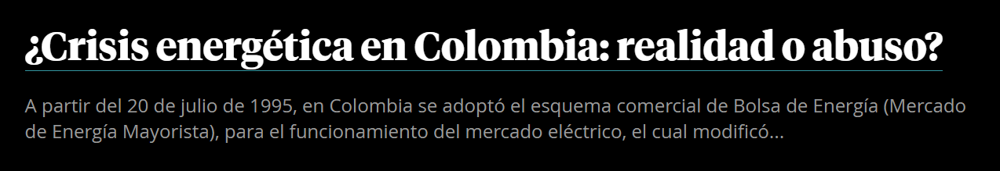 ¿Crisis energética en Colombia: realidad o abuso?
A partir del 20 de julio de 1995, en Colombia se adoptó el esquema comercial de Bolsa de Energía (Mercado
de Energía Mayorista), para el funcionamiento del mercado eléctrico, el cual modificó...